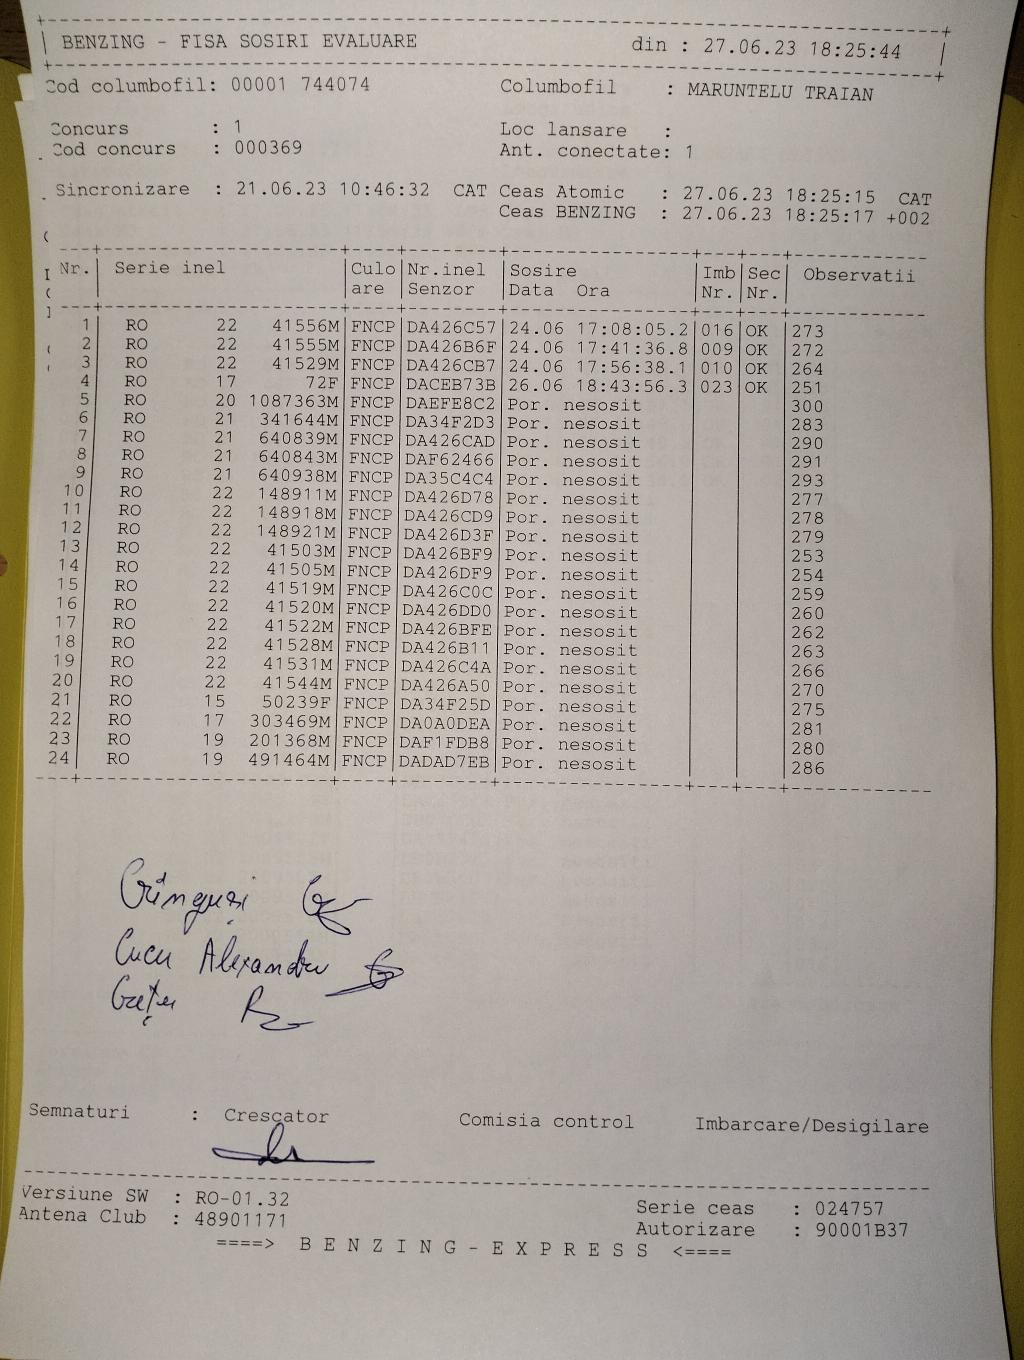 BENZING - FISA SOSIRI EVALUARE din : 27.06.23 18:25:44
Cod columbofil: 00001 744074 Columbofil : MARUNTELU TRAIAN
Concurs : 1 Loc lansare :
Cod concurs : 000369 Ant. conectate: 1
Sincronizare : 21.06.23 10:46:32 CAT Ceas Atomic : 27.06.23 18:25:15 CAT
Ceas BENZING : 27.06.23 18:25:17 +002
Nr. Serie inel Culo Nr.inel Sosire Imb Sec Observatii
are Senzor Data Ora Nr. Nr.
1 RO 22 41556M FNCP DA426C57 24.06 17:08:05.2 016 OK 273
2 RO 22 41555M FNCP DA426B6F 24.06 17:41:36.8 009 OK 272
3 RO 22 41529M FNCP DA426CB7 24.06 17:56:38.1 010 OK 264
4 RO 17 72F FNCP DACEB73B 26.06 18:43:56.3 023 OK 251
5 RO 20 1087363M FNCP DAEFE8C2 Por. nesosit 300
6 RO 21 341644M FNCP DA34F2D3 Por. nesosit 283
7 RO 21 640839M FNCP DA426CAD Por. nesosit 290
8 RO 21 640843M FNCP DAF62466 Por. nesosit 291
9 RO 21 640938M FNCP DA35C4C4 Por. nesosit 293
10 RO 22 148911M FNCP DA426D78 Por. nesosit 277
11 RO 22 148918M FNCP DA426CD9 Por. nesosit 278
12 RO 22 148921M FNCP DA426D3F Por. nesosit 279
13 RO 22 41503M FNCP DA426BF9 Por. nesosit 253
14 RO 22 41505M FNCP DA426DF9 Por. nesosit 254
15 RO 22 41519M FNCP DA426C0C Por. nesosit 259
16 RO 22 41520M FNCP DA426DD0 Por. nesosit 260
17 RO 22 41522M FNCP DA426BFE Por. nesosit 262
18 RO 22 41528M FNCP DA426B11 Por. nesosit 263
19 RO 22 41531M FNCP DA426C4A Por. nesosit 266
20 RO 22 41544M FNCP DA426A50 Por. nesosit 270
21 RO 15 50239F FNCP DA34F25D Por. nesosit 275
22 RO 17 303469M FNCP DA0A0DEA Por. nesosit 281
23 RO 19 201368M FNCP DAF1FDB8 Por. nesosit 280
24 RO 19 491464M FNCP DADAD7EB Por. nesosit 286
Cucu Alexandru
Semnaturi : Crescator Comisia control Imbarcare/Desigilare
Versiune SW : RO-01.32 Serie ceas : 024757
Antena Club : 48901171 Autorizare : 90001B37
====> B E N Z I N G - E X P R E S S <====